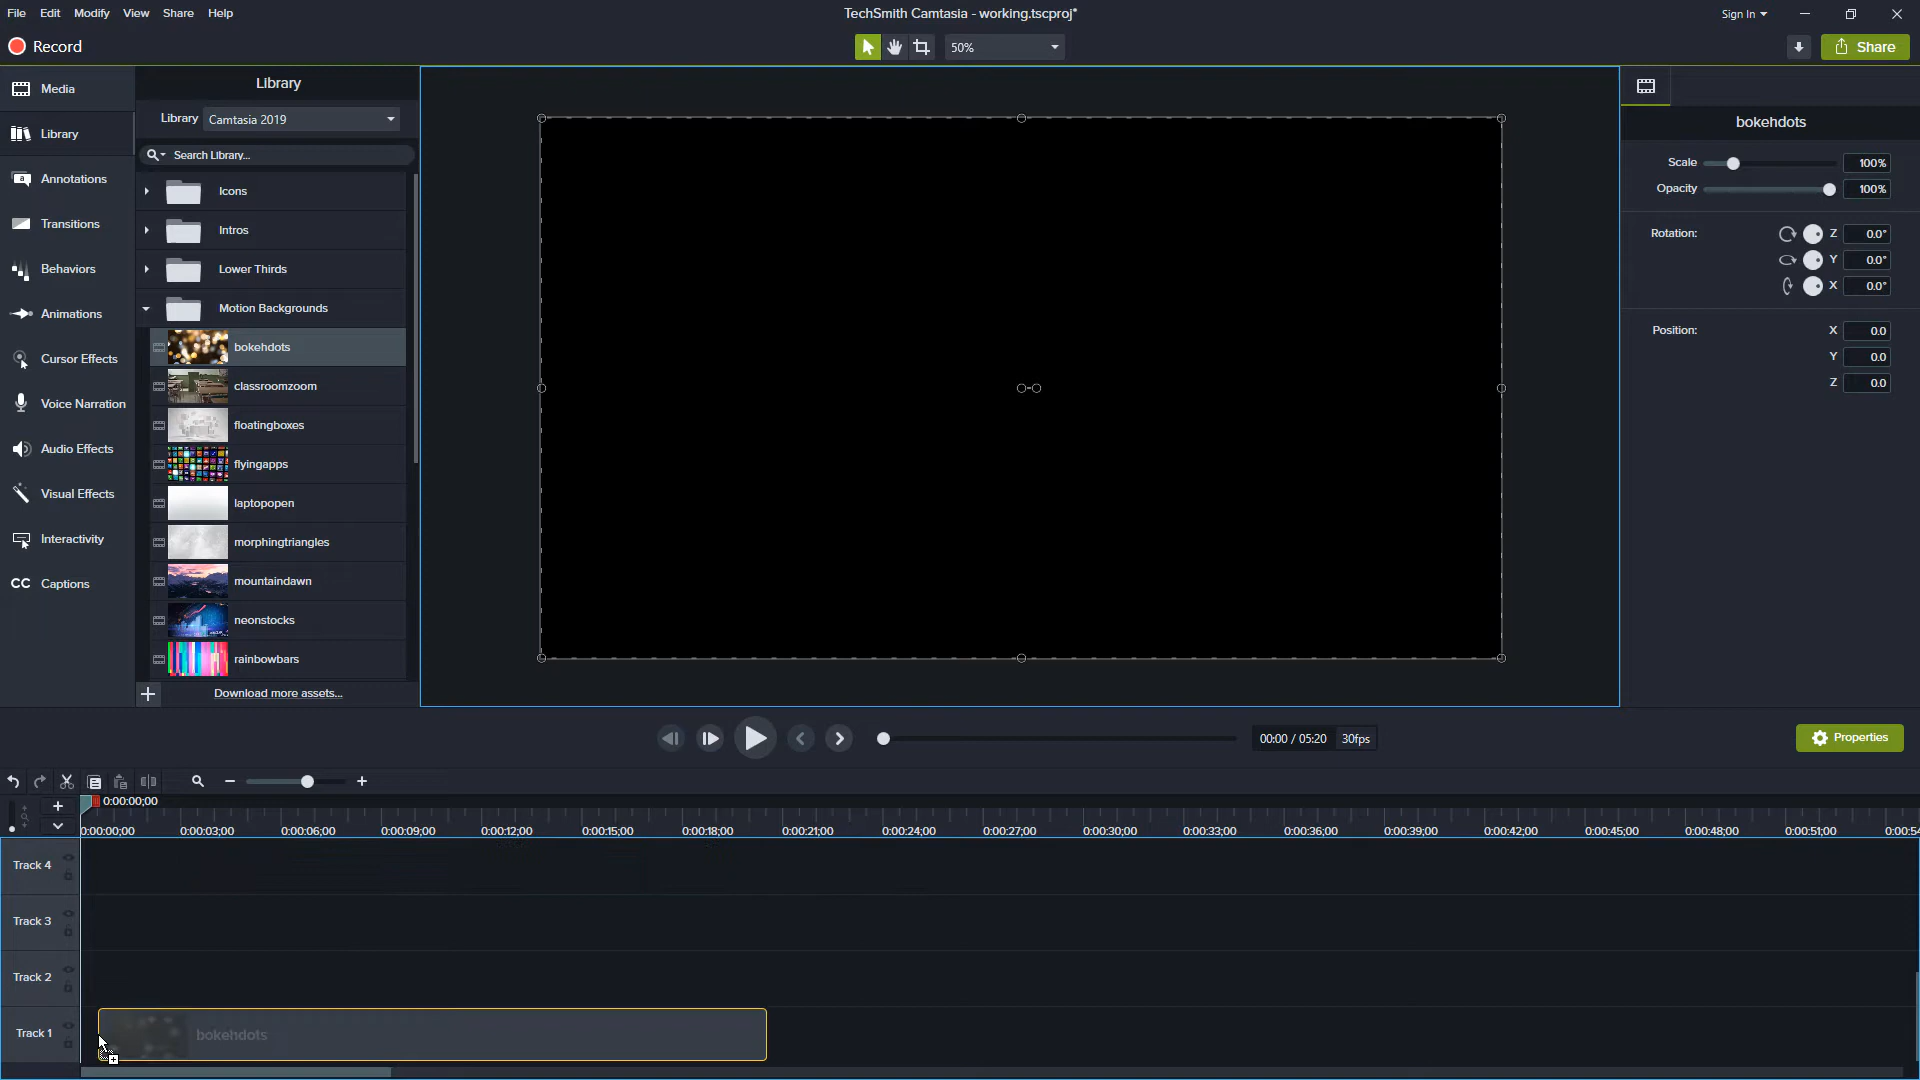 File Edit Modify View Share Help
TechSmith Camtasia - working.tscproj*
Sign In
Record
50%
Share
Media
Library
Annotations
Transitions
Behaviors
Animations
Cursor Effects
Voice Narration
Audio Effects
Visual Effects
Interactivity
CC Captions
Library
Library Camtasia 2019
Search Library...
Icons
Intros
Lower Thirds
Motion Backgrounds
bokehdots
classroomzoom
floatingboxes
flyingapps
laptopopen
morphingtriangles
mountaindawn
neonstocks
rainbowbars
Download more assets...
bokehdots
Scale 100%
Opacity 100%
Rotation: Z 0.0°
Y 0.0°
X 0.0°
Position: X 0.0
Y 0.0
Z 0.0
00:00 / 05:20 30fps
Properties
0:00:00;00
0:00:00;00 0:00:03;00 0:00:06;00 0:00:09;00 0:00:12;00 0:00:15;00 0:00:18;00 0:00:21;00 0:00:24;00 0:00:27;00 0:00:30;00 0:00:33;00 0:00:36;00 0:00:39;00 0:00:42;00 0:00:45;00 0:00:48;00 0:00:51;00 0:00:54
Track 4
Track 3
Track 2
Track 1
bokehdots